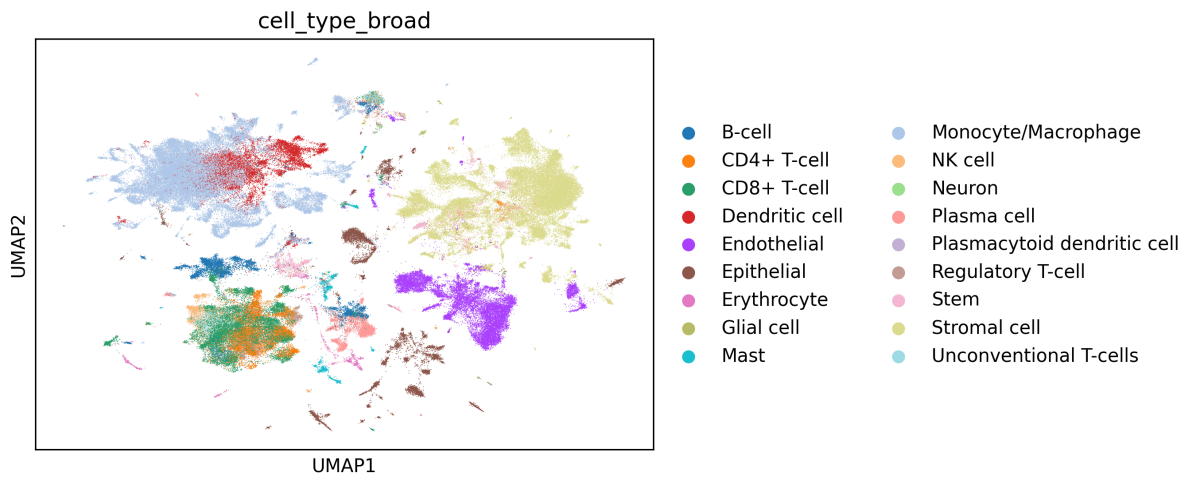 cell_type_broad
UMAP2
UMAP1
B-cell
CD4+ T-cell
CD8+ T-cell
Dendritic cell
Endothelial
Epithelial
Erythrocyte
Glial cell
Mast
Monocyte/Macrophage
NK cell
Neuron
Plasma cell
Plasmacytoid dendritic cell
Regulatory T-cell
Stem
Stromal cell
Unconventional T-cells